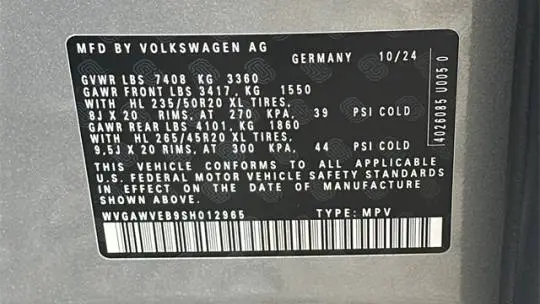 MFD BY VOLKSWAGEN AG
GERMANY 10/24
GVWR LBS 7408 KG 3360
GAWR FRONT LBS 3417, KG 1550
WITH HL 235/50R20 XL TIRES,
8J X 20 RIMS, AT 270 KPA, 39 PSI COLD
GAWR REAR LBS 4101, KG 1860
WITH HL 265/45R20 XL TIRES,
9,5J X 20 RIMS, AT 300 KPA, 44 PSI COLD
THIS VEHICLE CONFORMS TO ALL APPLICABLE
U.S. FEDERAL MOTOR VEHICLE SAFETY STANDARDS
IN EFFECT ON THE DATE OF MANUFACTURE
SHOWN ABOVE.
WVGAWVEB9SH012965 TYPE: MPV
4026085 U005 0